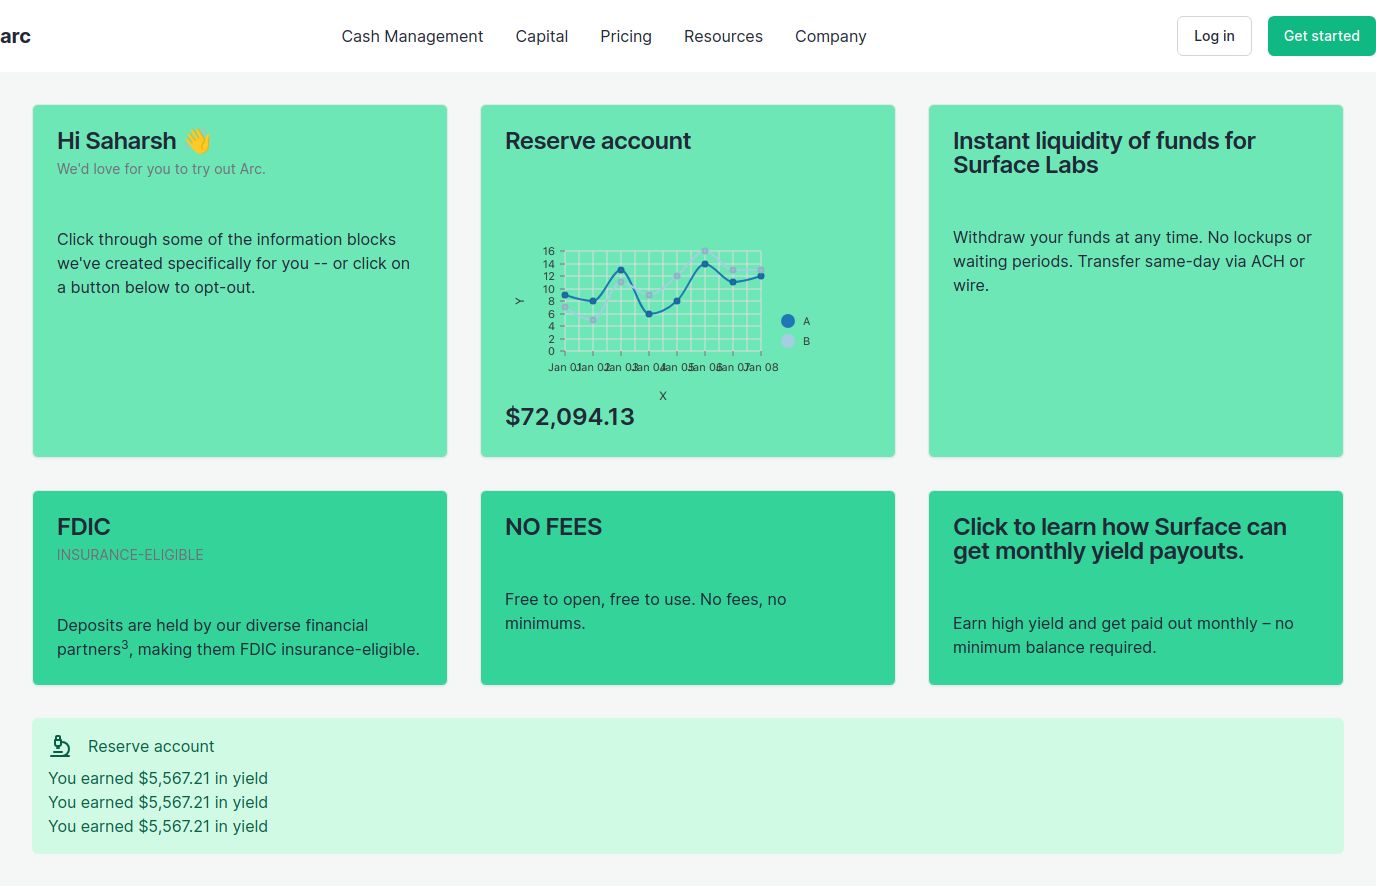 arc
Cash Management
Capital
Pricing
Resources
Company
Log in
Get started
Hi Saharsh 👋
We'd love for you to try out Arc.
Click through some of the information blocks
we've created specifically for you -- or click on
a button below to opt-out.
Reserve account
16
14
12
10
8
6
4
2
0
Y
Jan 01
Jan 02
Jan 03
Jan 04
Jan 05
Jan 06
Jan 07
Jan 08
X
A
B
$72,094.13
Instant liquidity of funds for
Surface Labs
Withdraw your funds at any time. No lockups or
waiting periods. Transfer same-day via ACH or
wire.
FDIC
INSURANCE-ELIGIBLE
Deposits are held by our diverse financial
partners³, making them FDIC insurance-eligible.
NO FEES
Free to open, free to use. No fees, no
minimums.
Click to learn how Surface can
get monthly yield payouts.
Earn high yield and get paid out monthly – no
minimum balance required.
Reserve account
You earned $5,567.21 in yield
You earned $5,567.21 in yield
You earned $5,567.21 in yield